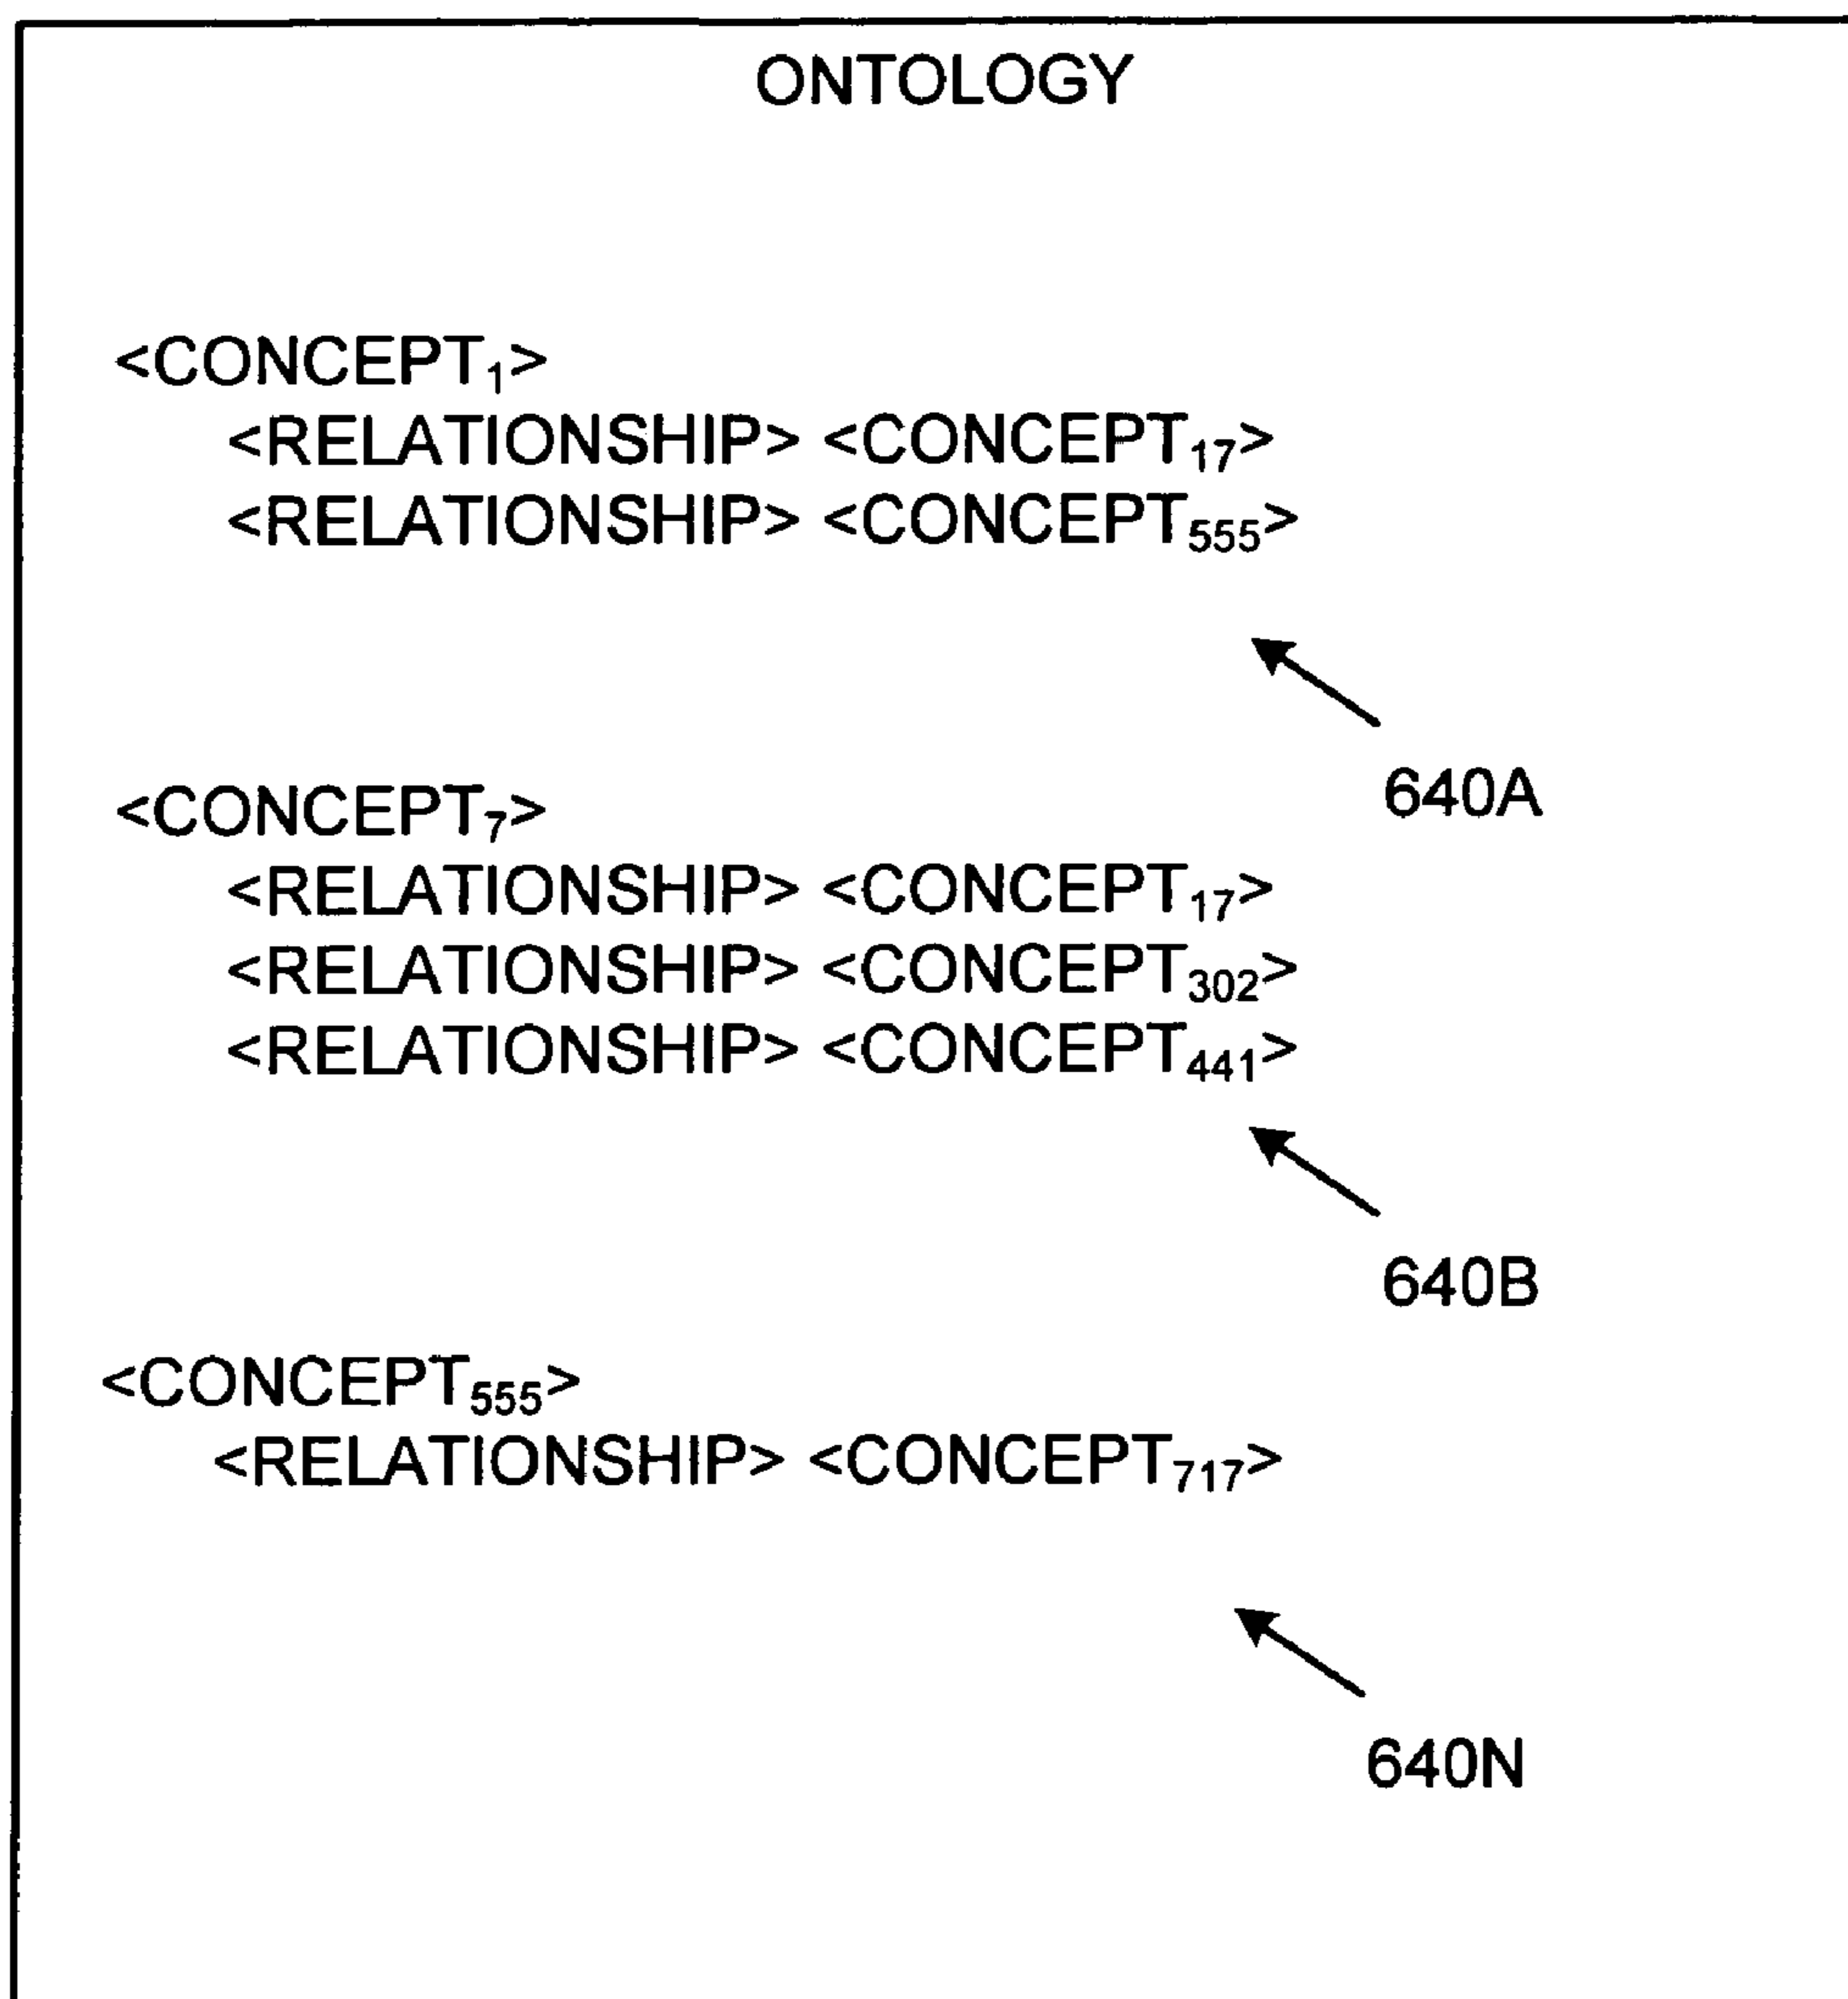 ONTOLOGY
<CONCEPT₁>
<RELATIONSHIP> <CONCEPT₁₇>
<RELATIONSHIP> <CONCEPT₅₅₅>
640A
<CONCEPT₇>
<RELATIONSHIP> <CONCEPT₁₇>
<RELATIONSHIP> <CONCEPT₃₀₂>
<RELATIONSHIP> <CONCEPT₄₄₁>
640B
<CONCEPT₅₅₅>
<RELATIONSHIP> <CONCEPT₇₁₇>
640N